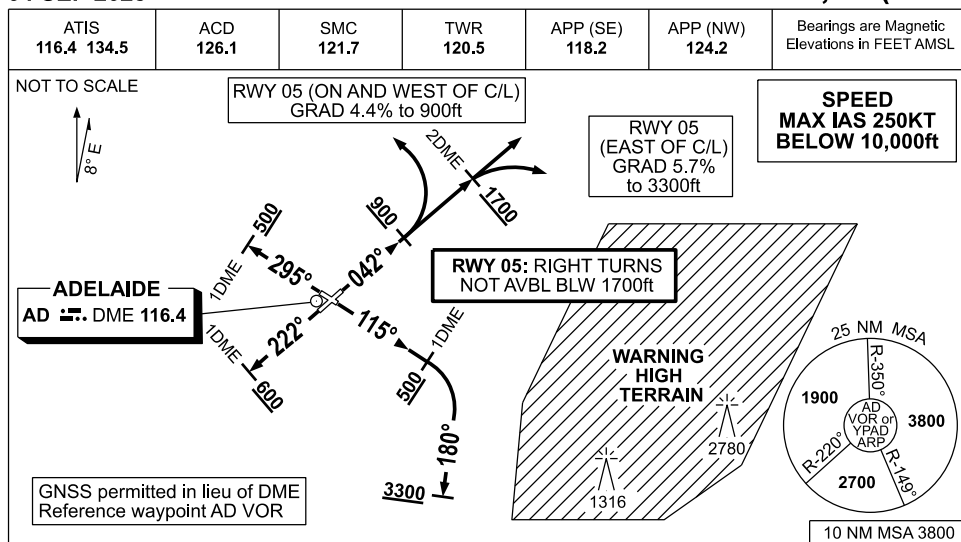 ATIS
116.4 134.5
ACD
126.1
SMC
121.7
TWR
120.5
APP (SE)
118.2
APP (NW)
124.2
Bearings are Magnetic
Elevations in FEET AMSL
NOT TO SCALE
8° E
RWY 05 (ON AND WEST OF C/L)
GRAD 4.4% to 900ft
RWY 05
(EAST OF C/L)
GRAD 5.7%
to 3300ft
SPEED
MAX IAS 250KT
BELOW 10,000ft
2DME
1700
900
500
1DME
295°
042°
RWY 05: RIGHT TURNS
NOT AVBL BLW 1700ft
ADELAIDE
AD DME 116.4
1DME
222°
600
115°
1DME
500
180°
3300
WARNING
HIGH
TERRAIN
2780
1316
25 NM MSA
R-350°
1900
3800
AD
VOR or
YPAD
ARP
R-220°
R-149°
2700
10 NM MSA 3800
GNSS permitted in lieu of DME
Reference waypoint AD VOR